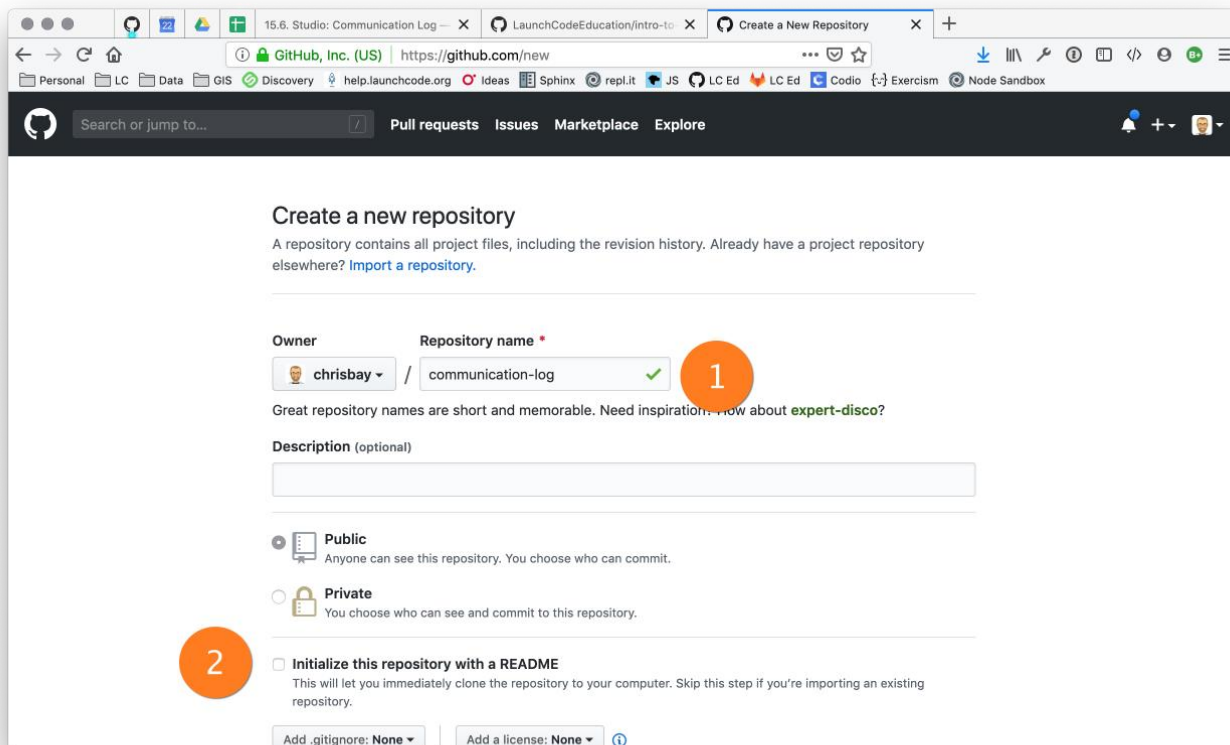 22
15.6. Studio: Communication Log —
LaunchCodeEducation/intro-to
Create a New Repository
GitHub, Inc. (US) https://github.com/new
Personal LC Data GIS Discovery help.launchcode.org Ideas Sphinx repl.it JS LC Ed LC Ed Codio Exercism Node Sandbox
Search or jump to... / Pull requests Issues Marketplace Explore
Create a new repository
A repository contains all project files, including the revision history. Already have a project repository
elsewhere? Import a repository.
Owner Repository name *
chrisbay / communication-log
1
Great repository names are short and memorable. Need inspiration? How about expert-disco?
Description (optional)
Public
Anyone can see this repository. You choose who can commit.
Private
You choose who can see and commit to this repository.
2
Initialize this repository with a README
This will let you immediately clone the repository to your computer. Skip this step if you're importing an existing
repository.
Add .gitignore: None Add a license: None